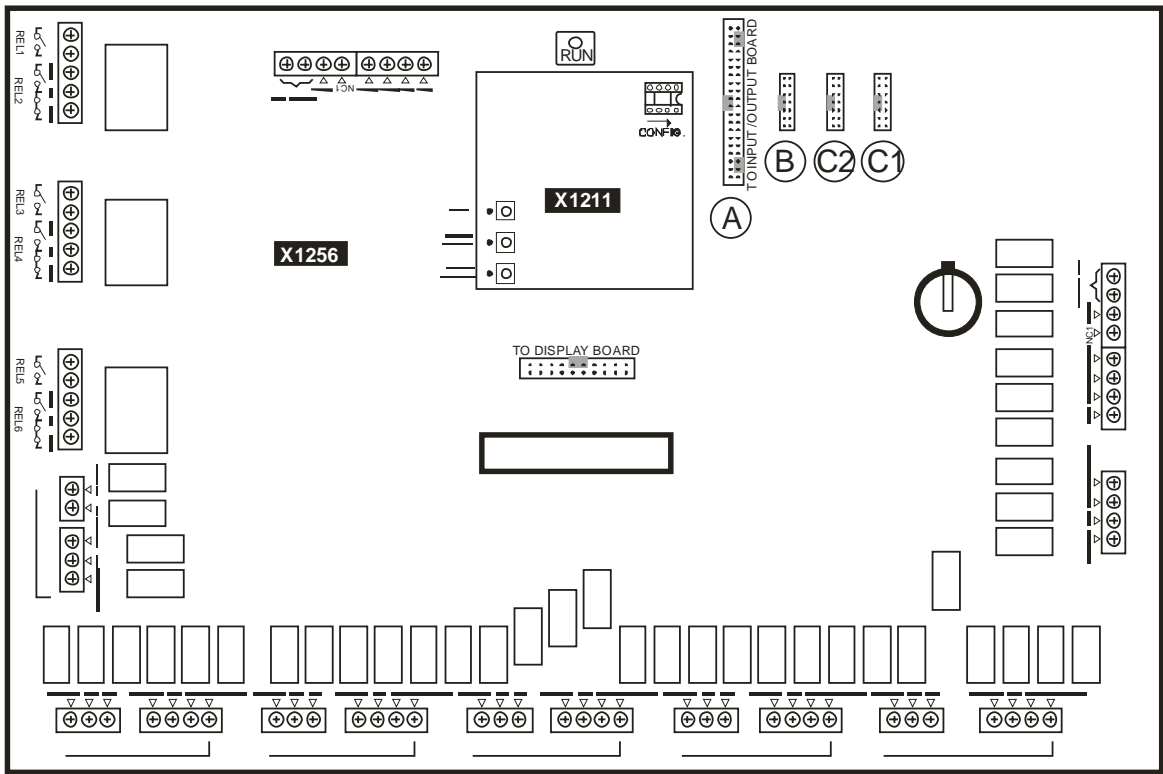 REL1
REL2
NC1
RUN
CONFIG.
TO INPUT /OUTPUT BOARD
B
C2
C1
A
X1211
X1256
REL3
REL4
NC1
TO DISPLAY BOARD
REL5
REL6